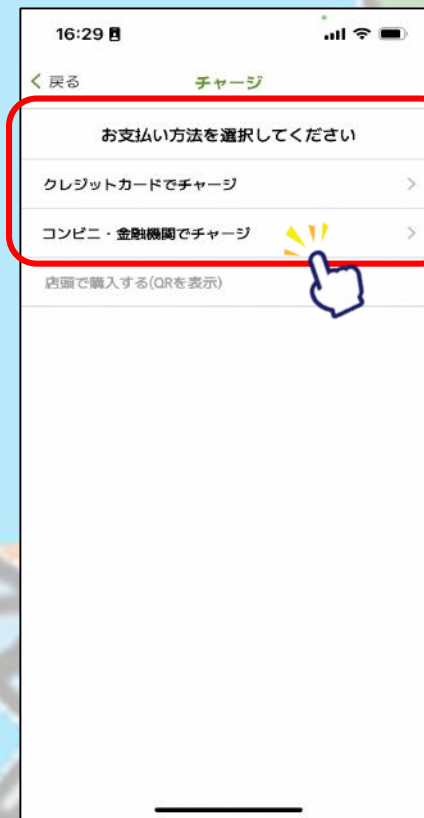 16:29
戻る
チャージ
お支払い方法を選択してください
クレジットカードでチャージ
コンビニ・金融機関でチャージ
店頭で購入する(QRを表示)